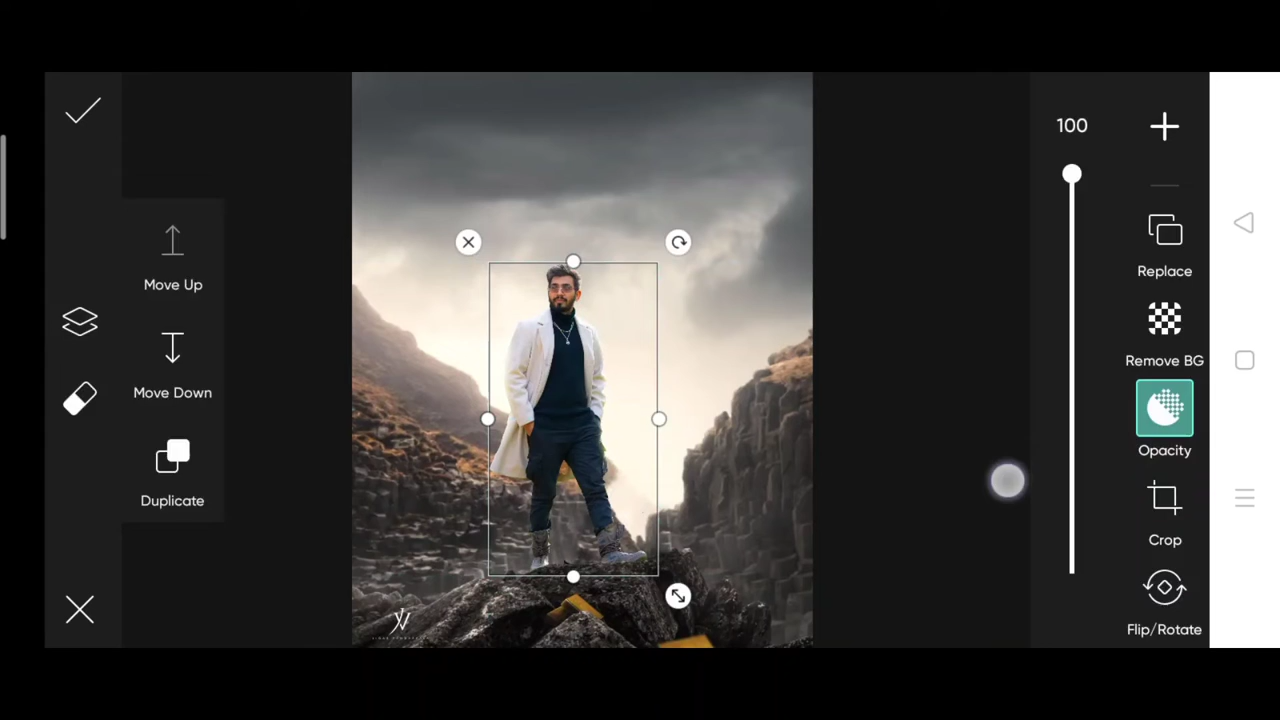 100
Move Up
Move Down
Duplicate
Replace
Remove BG
Opacity
Crop
Flip/Rotate